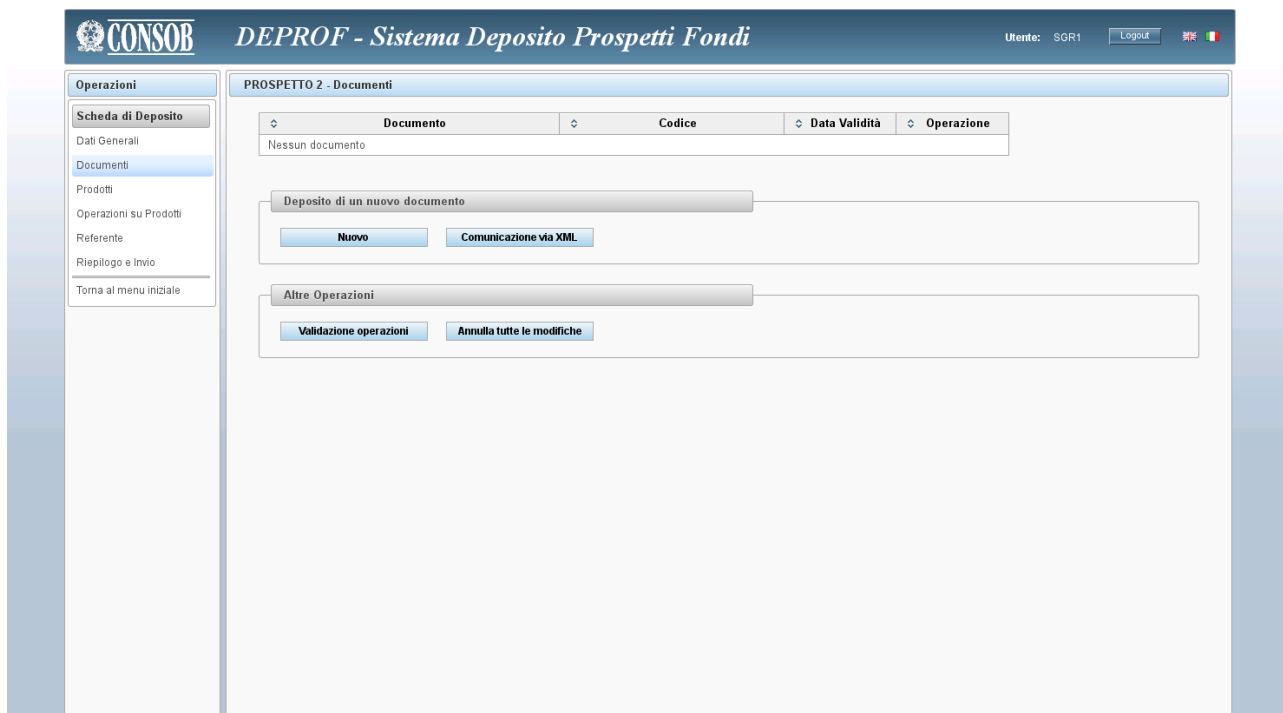 CONSOB DEPROF - Sistema Deposito Prospetti Fondi Utente: SGR1 Logout
Operazioni
Scheda di Deposito
Dati Generali
Documenti
Prodotti
Operazioni su Prodotti
Referente
Riepilogo e Invio
Torna al menu iniziale
PROSPETTO 2 - Documenti
Documento Codice Data Validità Operazione
Nessun documento
Deposito di un nuovo documento
Nuovo Comunicazione via XML
Altre Operazioni
Validazione operazioni Annulla tutte le modifiche